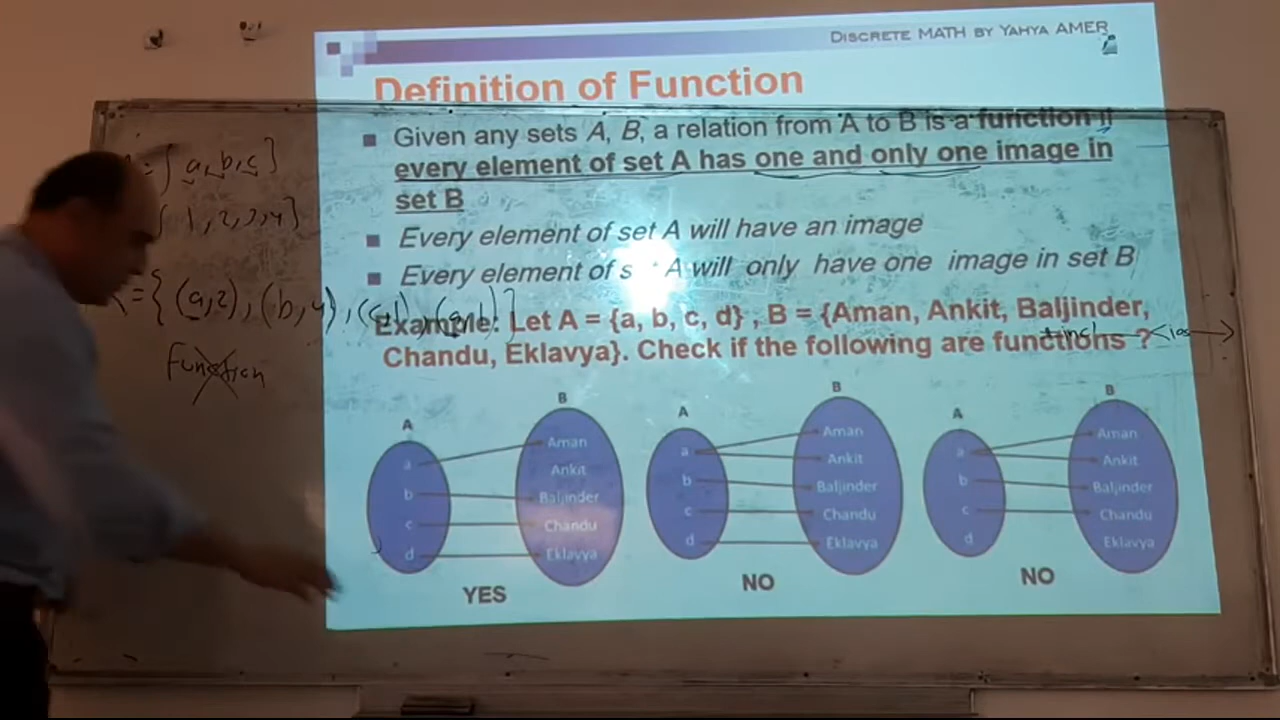 DISCRETE MATH BY YAHYA AMER
Definition of Function
Given any sets A, B, a relation from A to B is a function if
every element of set A has one and only one image in
set B
Every element of set A will have an image
Every element of s A will only have one image in set B
Example: Let A = {a, b, c, d} , B = {Aman, Ankit, Baljinder,
Chandu, Eklavya}. Check if the following are functions ?
{ a, b, c }
{ 1, 2, 3, 4 }
R = { (a, 2), (b, 4), (c, 1), (a, 1) }
Function
A
B
a
b
c
d
Aman
Ankit
Baljinder
Chandu
Eklavya
YES
A
B
a
b
c
d
Aman
Ankit
Baljinder
Chandu
Eklavya
NO
A
B
a
b
c
d
Aman
Ankit
Baljinder
Chandu
Eklavya
NO